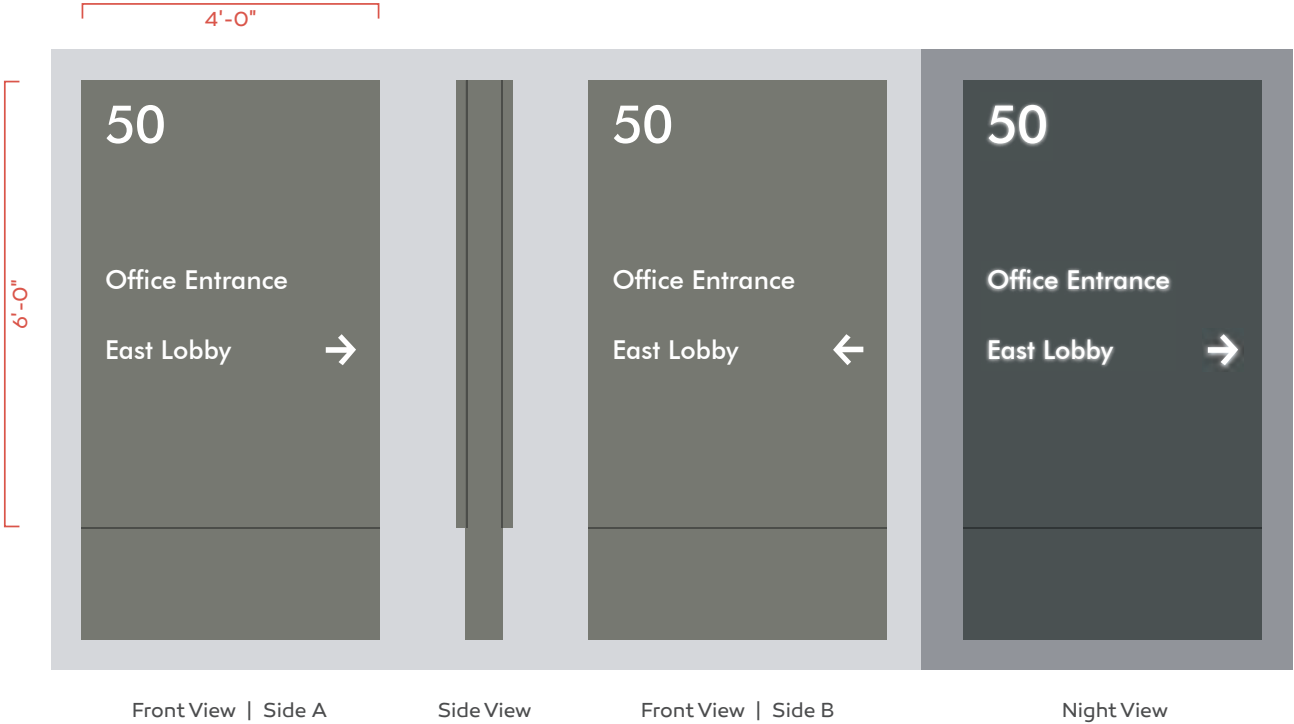 4'-0"
6'-0"
50
Office Entrance
East Lobby →
50
Office Entrance
East Lobby ←
50
Office Entrance
East Lobby →
Front View | Side A
Side View
Front View | Side B
Night View